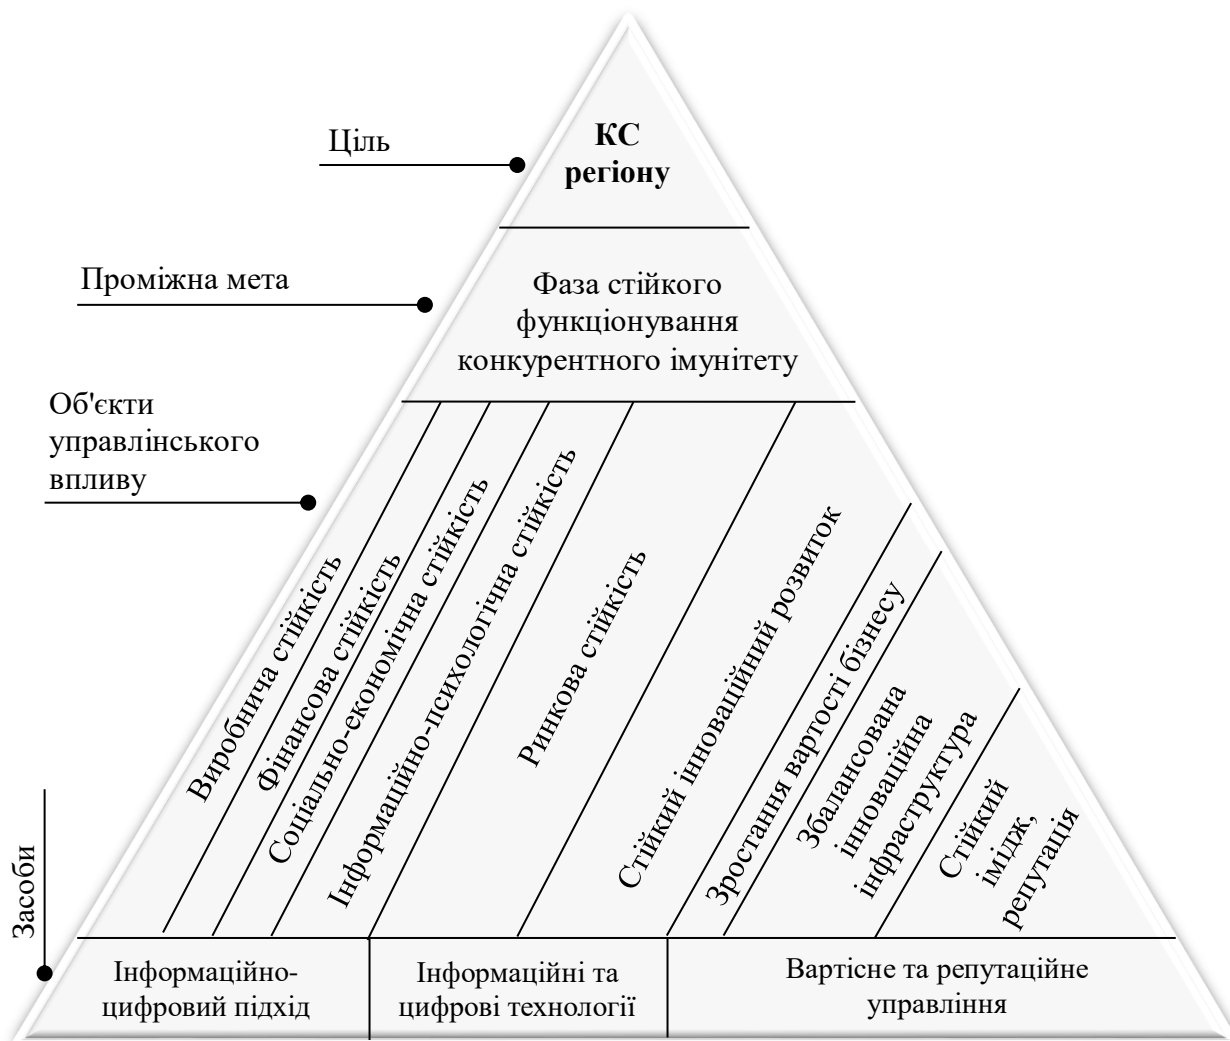 Ціль
КС
регіону
Проміжна мета
Фаза стійкого
функціонування
конкурентного імунітету
Об'єкти
управлінського
впливу
Виробнича стійкість
Фінансова стійкість
Соціально-економічна стійкість
Інформаційно-психологічна стійкість
Ринкова стійкість
Стійкий інноваційний розвиток
Зростання вартості бізнесу
Збалансована
інноваційна
інфраструктура
Стійкий
імідж,
репутація
Засоби
Інформаційно-
цифровий підхід
Інформаційні та
цифрові технології
Вартісне та репутаційне
управління